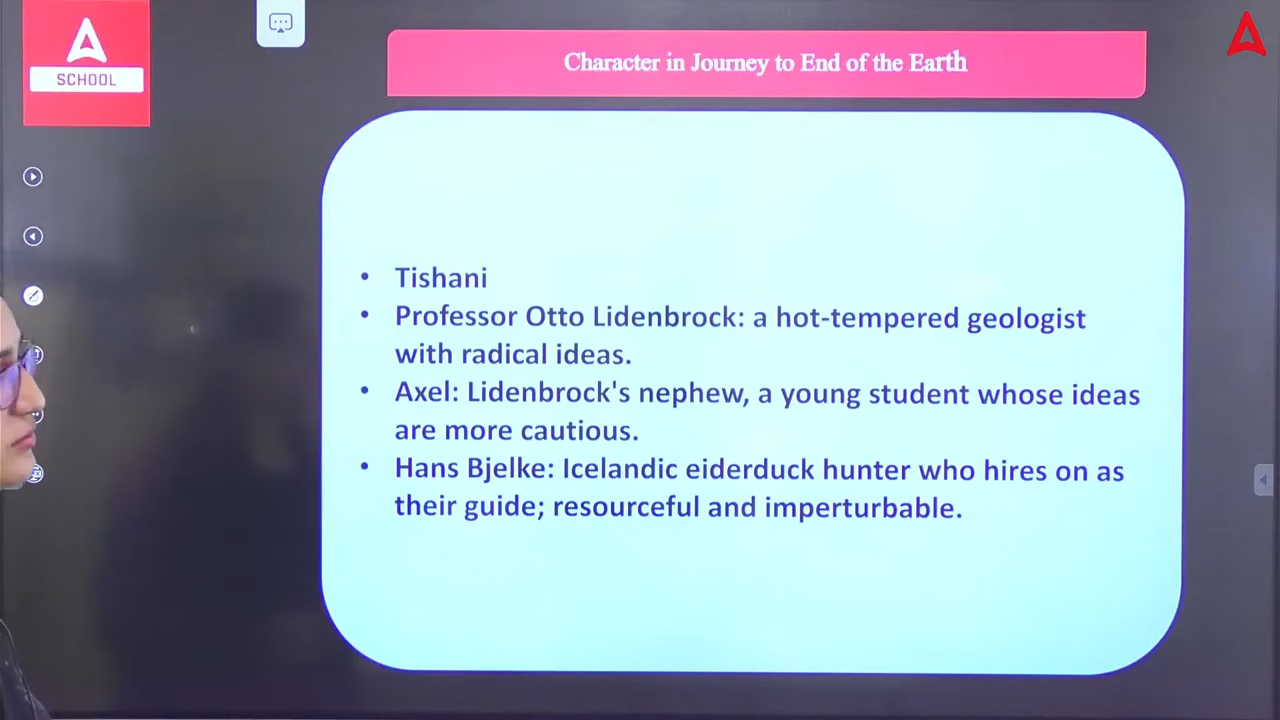 SCHOOL
Character in Journey to End of the Earth
• Tishani
• Professor Otto Lidenbrock: a hot-tempered geologist
with radical ideas.
• Axel: Lidenbrock's nephew, a young student whose ideas
are more cautious.
• Hans Bjelke: Icelandic eiderduck hunter who hires on as
their guide; resourceful and imperturbable.